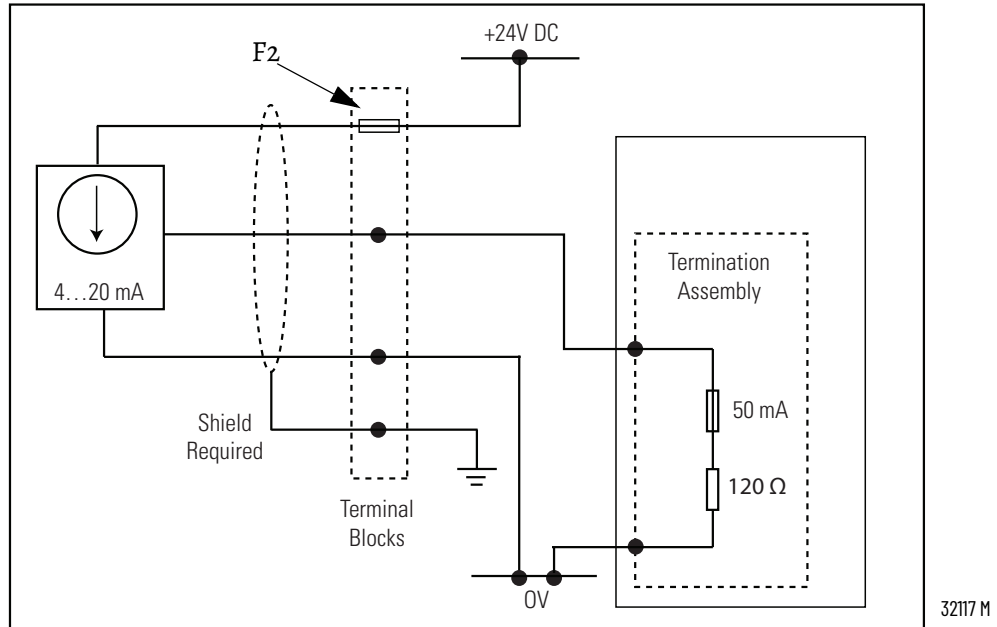 +24V DC
F2
4...20 mA
Termination
Assembly
50 mA
120 Ω
Shield
Required
Terminal
Blocks
0V
32117 M